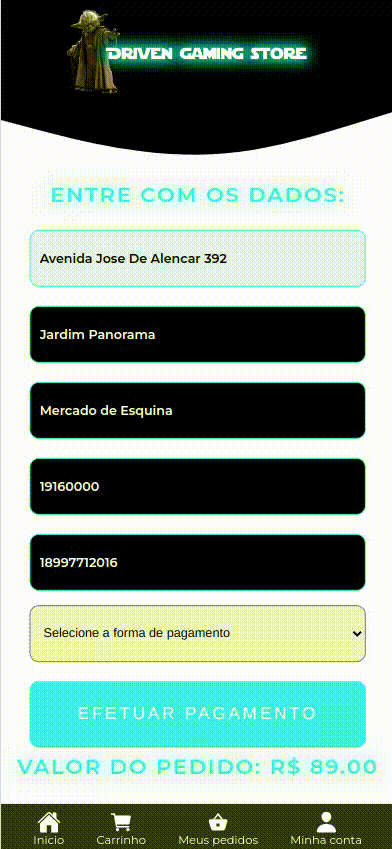 DRIVEN GAMING STORE
ENTRE COM OS DADOS:
Avenida Jose De Alencar 392
Jardim Panorama
Mercado de Esquina
19160000
18997712016
Selecione a forma de pagamento
EFETUAR PAGAMENTO
VALOR DO PEDIDO: R$ 89.00
Inicio Carrinho Meus pedidos Minha conta